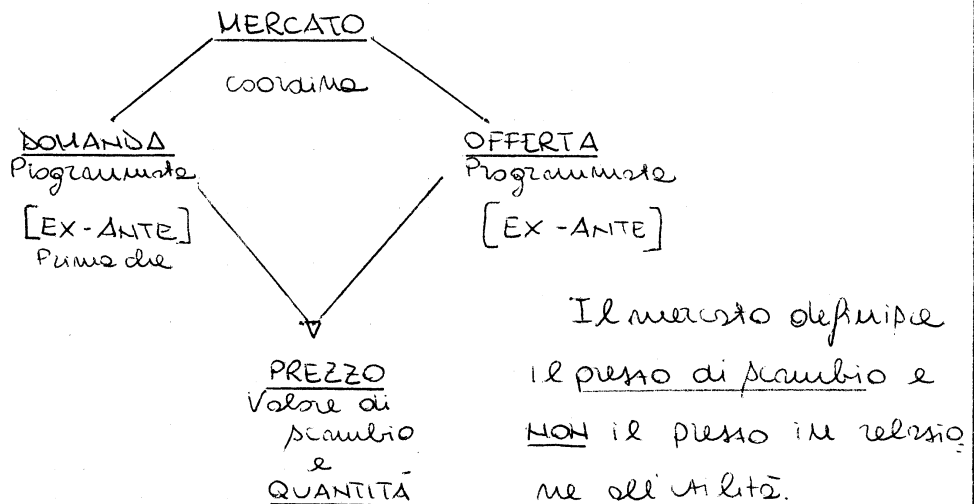 MERCATO
coordina
DOMANDA
Programmata
[EX-ANTE]
Prima che
OFFERTA
Programmata
[EX-ANTE]
PREZZO
Valore di
scambio
e
QUANTITÀ
Il mercato definisce
il prezzo di scambio e
NON il prezzo in relazio
ne all'utilità.